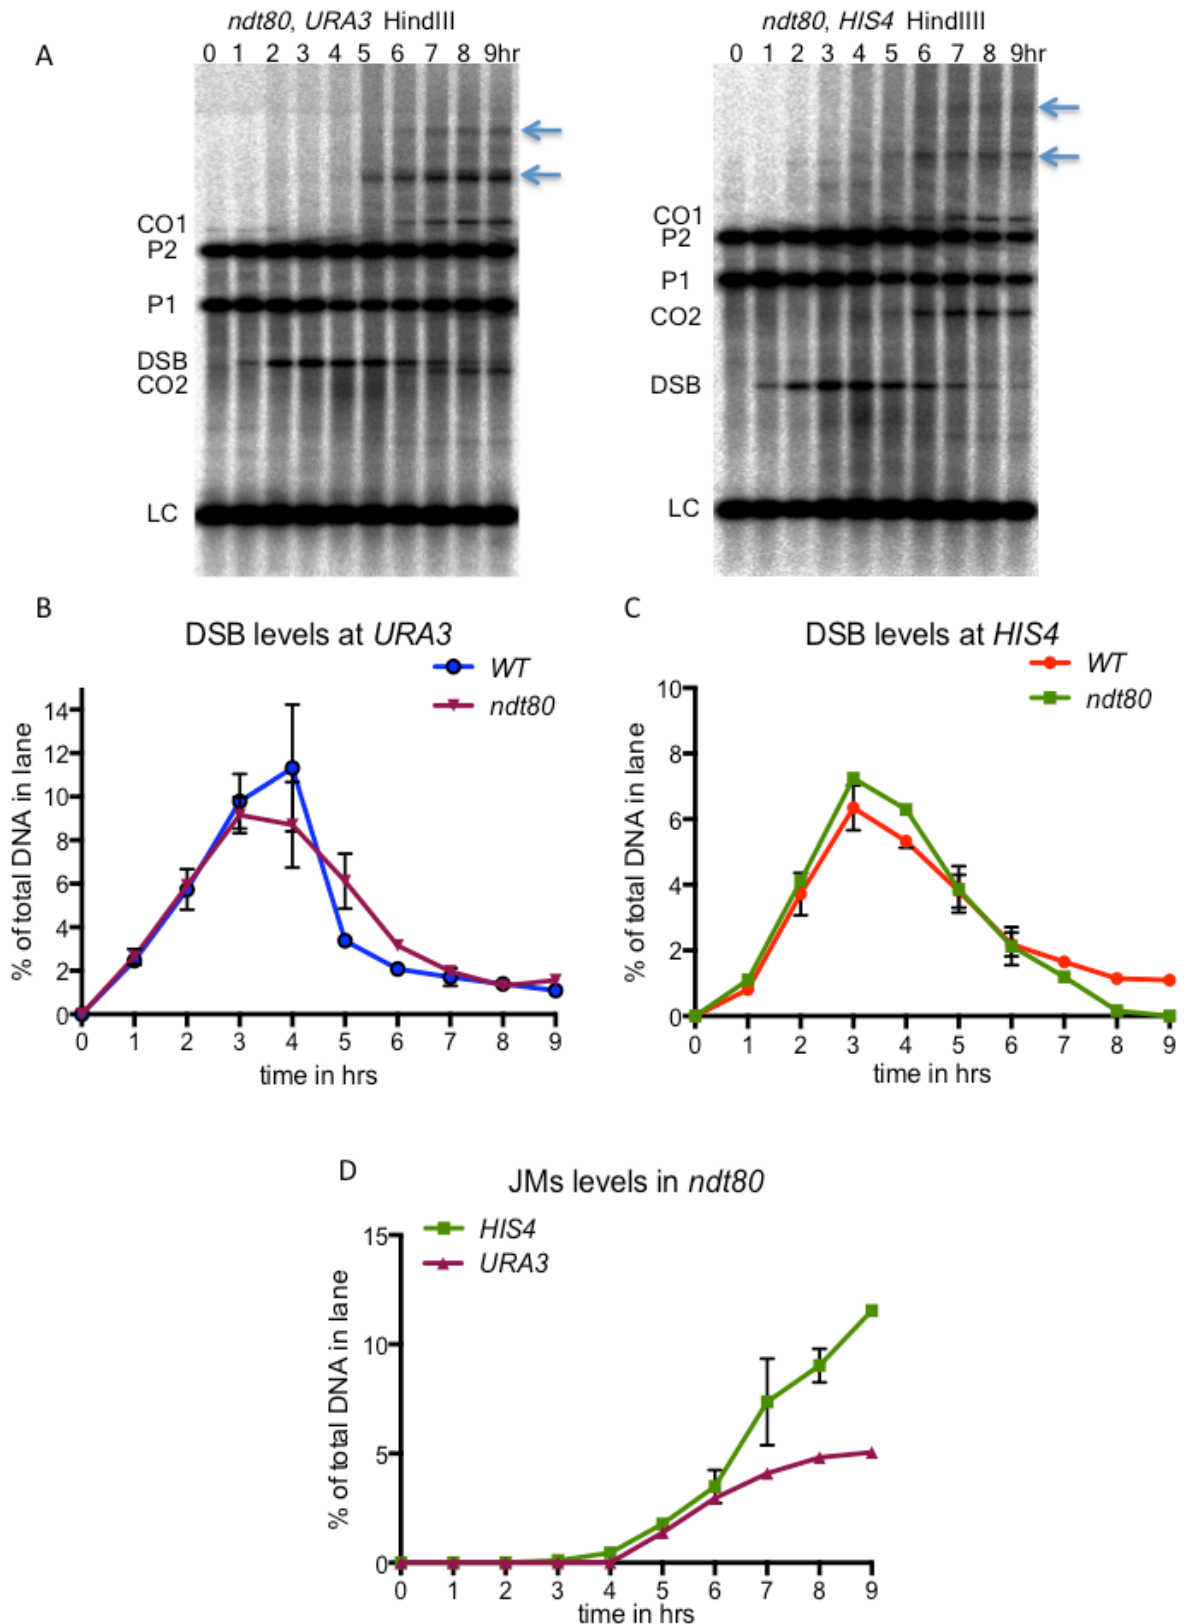 A
ndt80, URA3 HindIII
0 1 2 3 4 5 6 7 8 9hr
CO1
P2
P1
DSB
CO2
LC
ndt80, HIS4 HindIIII
0 1 2 3 4 5 6 7 8 9hr
CO1
P2
P1
CO2
DSB
LC
B
DSB levels at URA3
WT
ndt80
% of total DNA in lane
14
12
10
8
6
4
2
0
0 1 2 3 4 5 6 7 8 9
time in hrs
C
DSB levels at HIS4
WT
ndt80
% of total DNA in lane
10
8
6
4
2
0
0 1 2 3 4 5 6 7 8 9
time in hrs
D
JMs levels in ndt80
HIS4
URA3
% of total DNA in lane
15
10
5
0
0 1 2 3 4 5 6 7 8 9
time in hrs